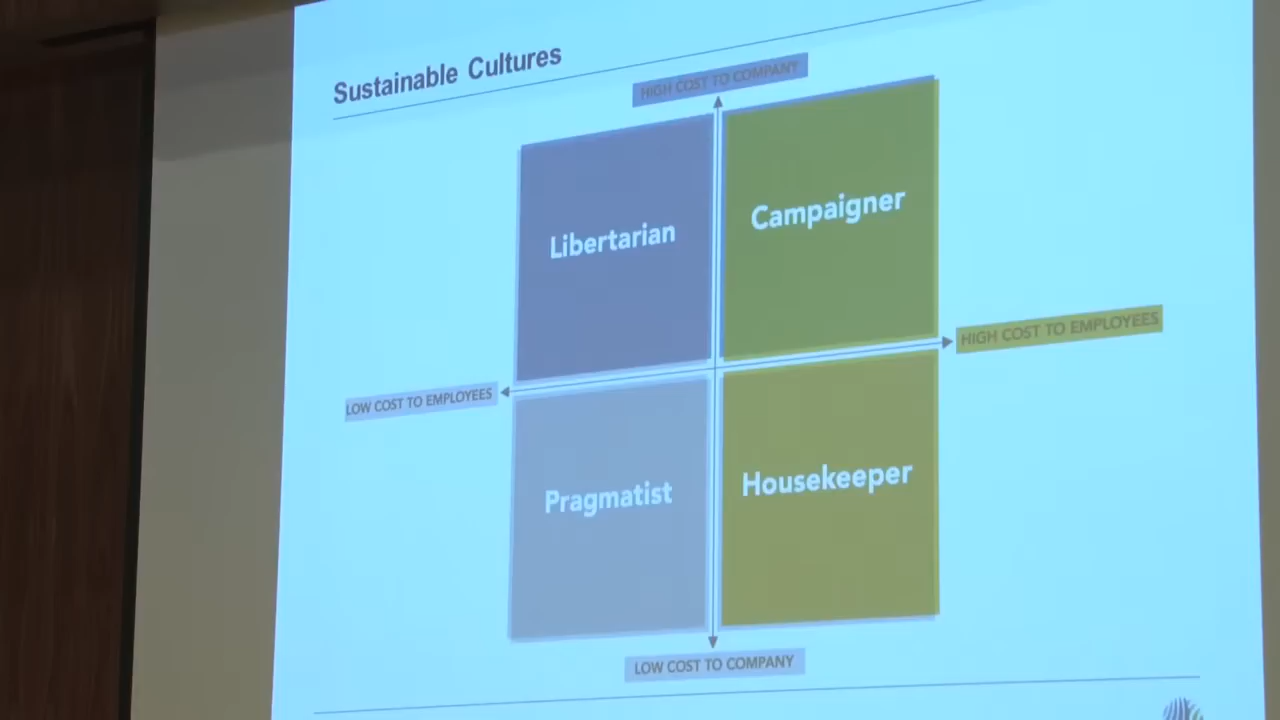 Sustainable Cultures
HIGH COST TO COMPANY
Libertarian
Campaigner
HIGH COST TO EMPLOYEES
LOW COST TO EMPLOYEES
Pragmatist
Housekeeper
LOW COST TO COMPANY